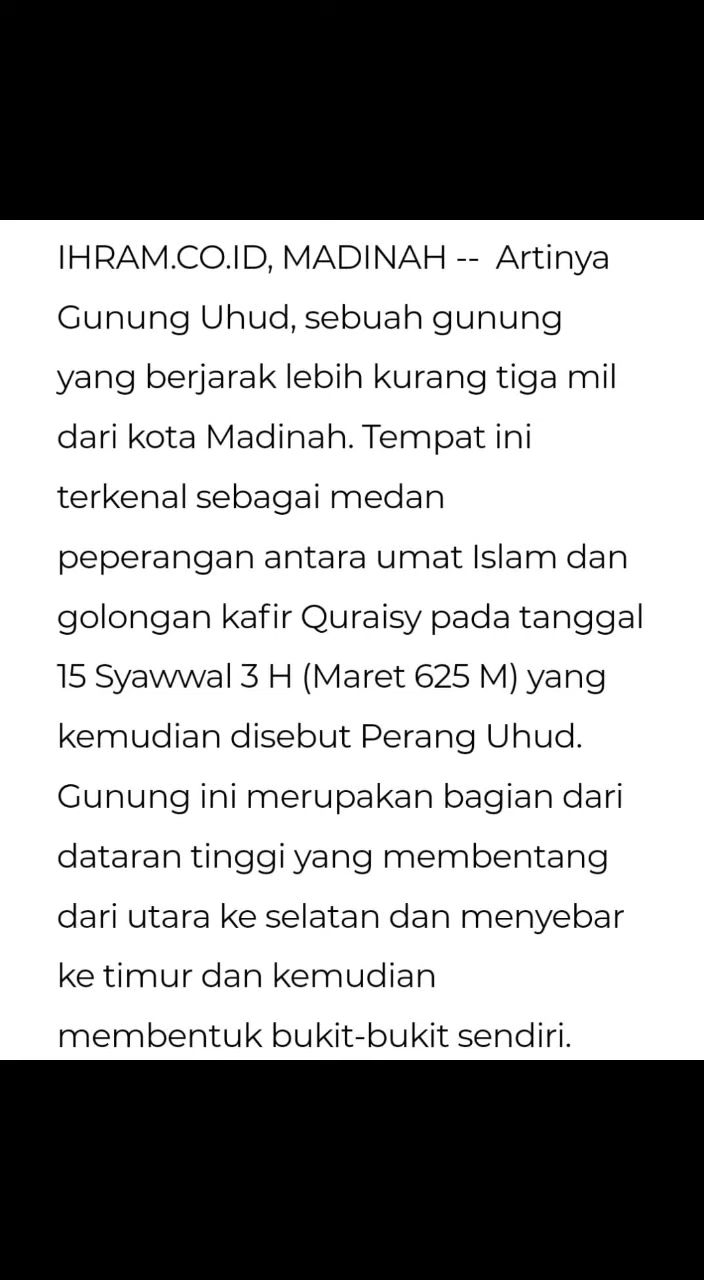 IHRAM.CO.ID, MADINAH -- Artinya
Gunung Uhud, sebuah gunung
yang berjarak lebih kurang tiga mil
dari kota Madinah. Tempat ini
terkenal sebagai medan
peperangan antara umat Islam dan
golongan kafir Quraisy pada tanggal
15 Syawwal 3 H (Maret 625 M) yang
kemudian disebut Perang Uhud.
Gunung ini merupakan bagian dari
dataran tinggi yang membentang
dari utara ke selatan dan menyebar
ke timur dan kemudian
membentuk bukit-bukit sendiri.